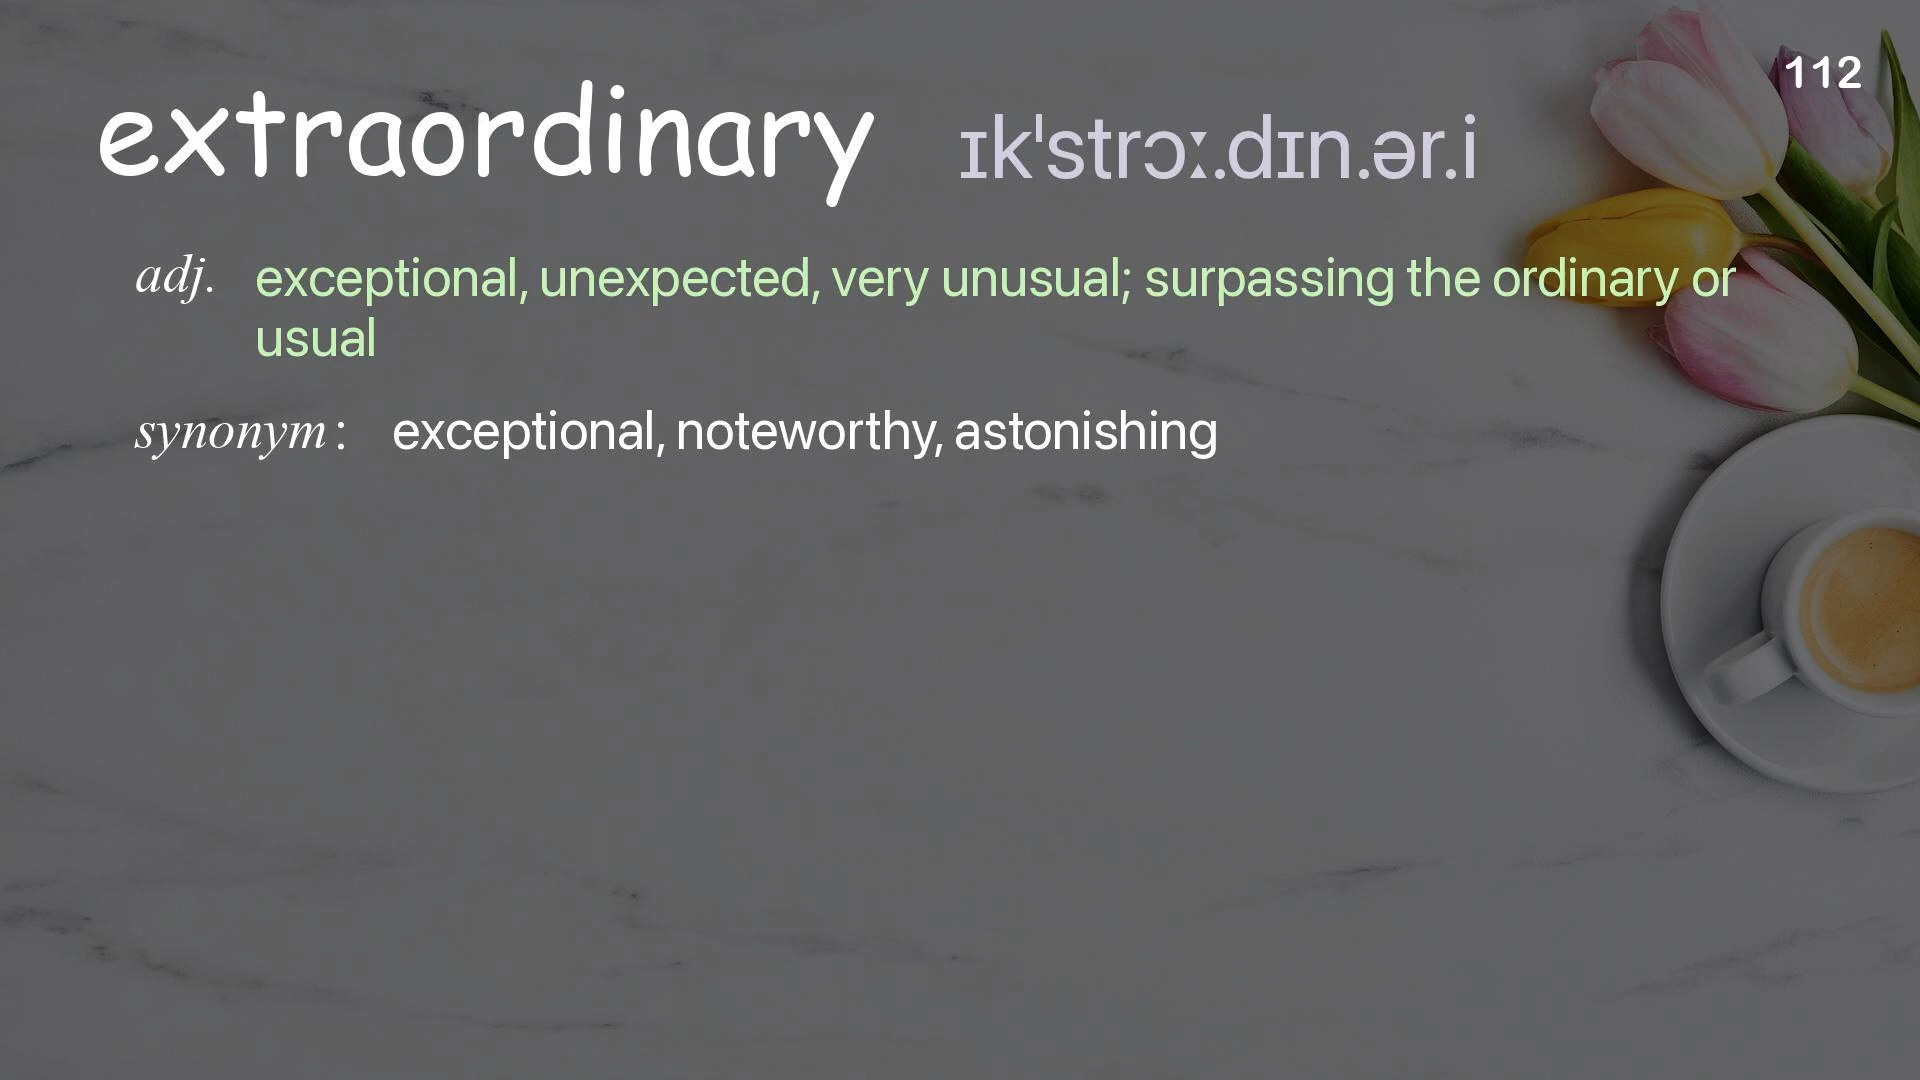 112
extraordinary ɪkˈstrɔː.dɪn.ər.i
adj. exceptional, unexpected, very unusual; surpassing the ordinary or
usual
synonym: exceptional, noteworthy, astonishing